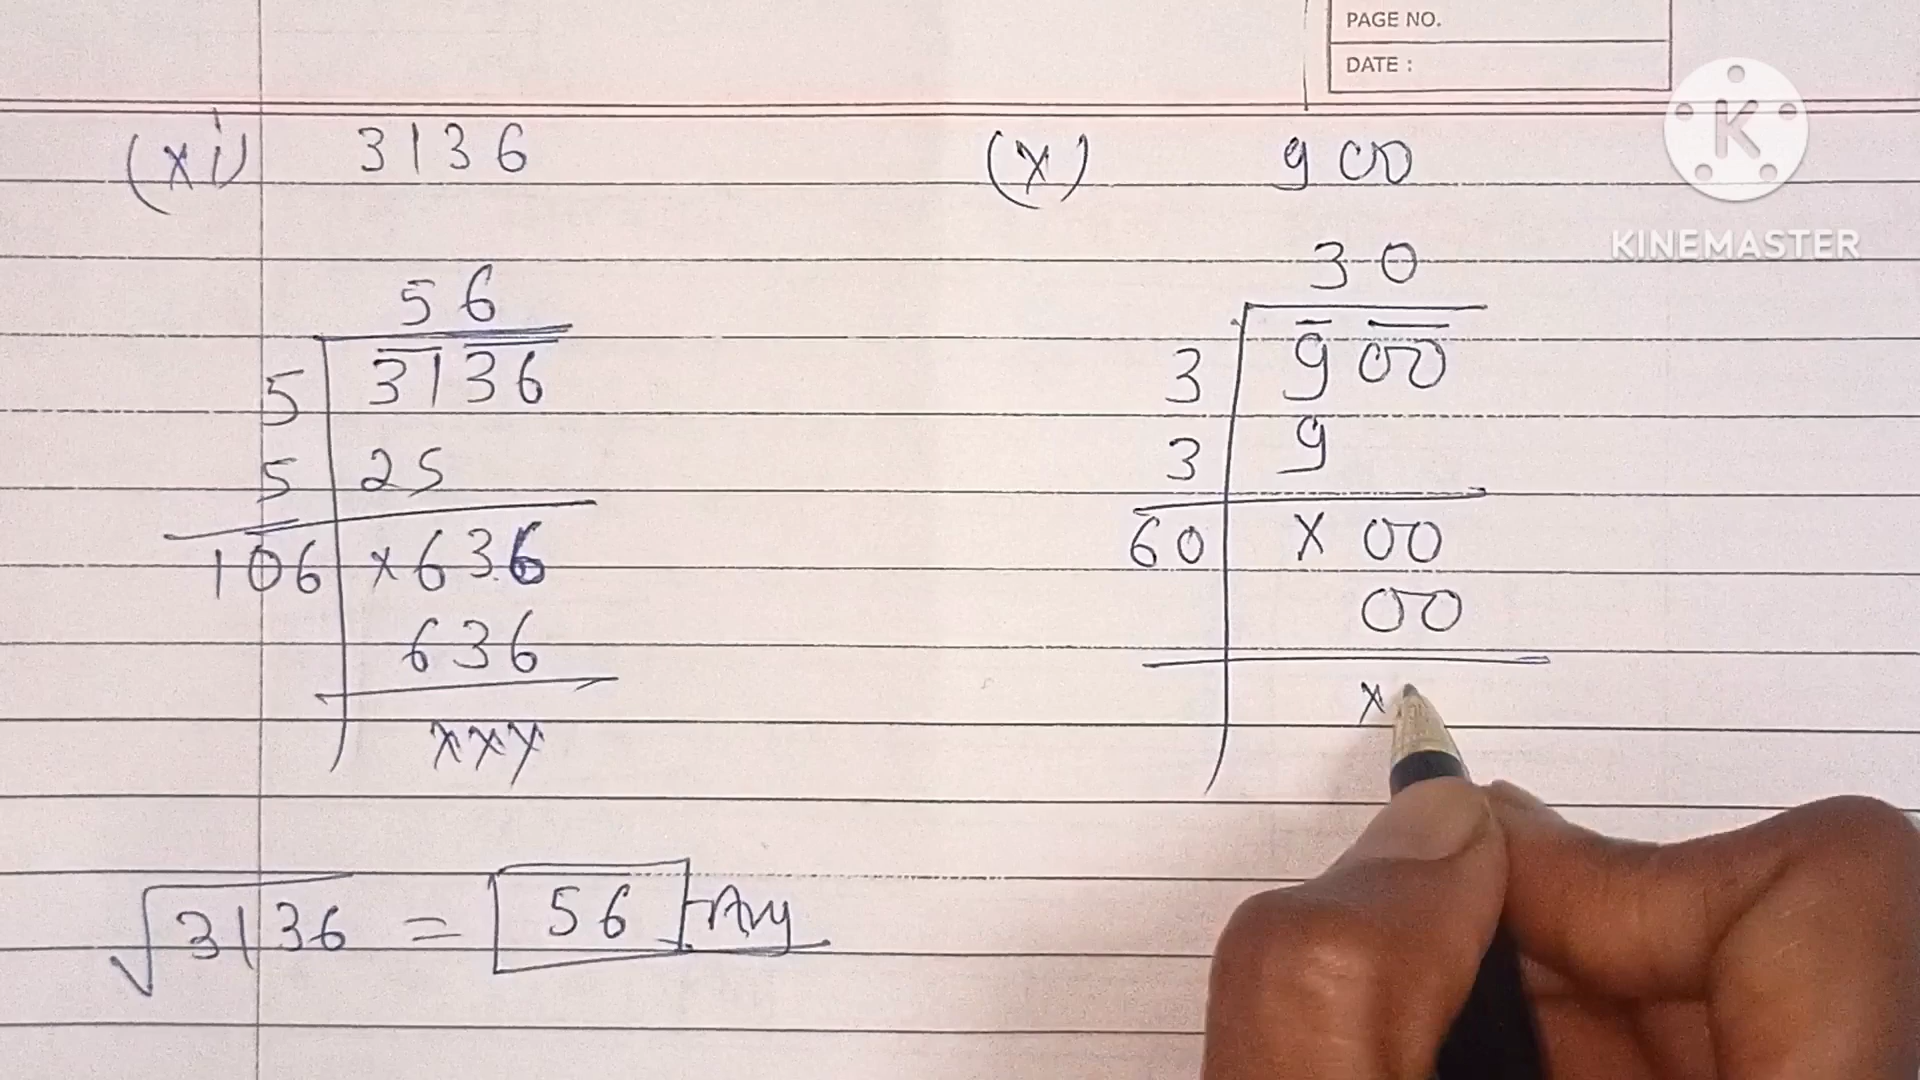 PAGE NO.
DATE :
K
KINEMASTER
(xi) 3136
56
5 3136
5 25
106 x636
636
xxx
√3136 = 56 Ans
(x) 900
30
3 900
3 9
60 x00
00
x